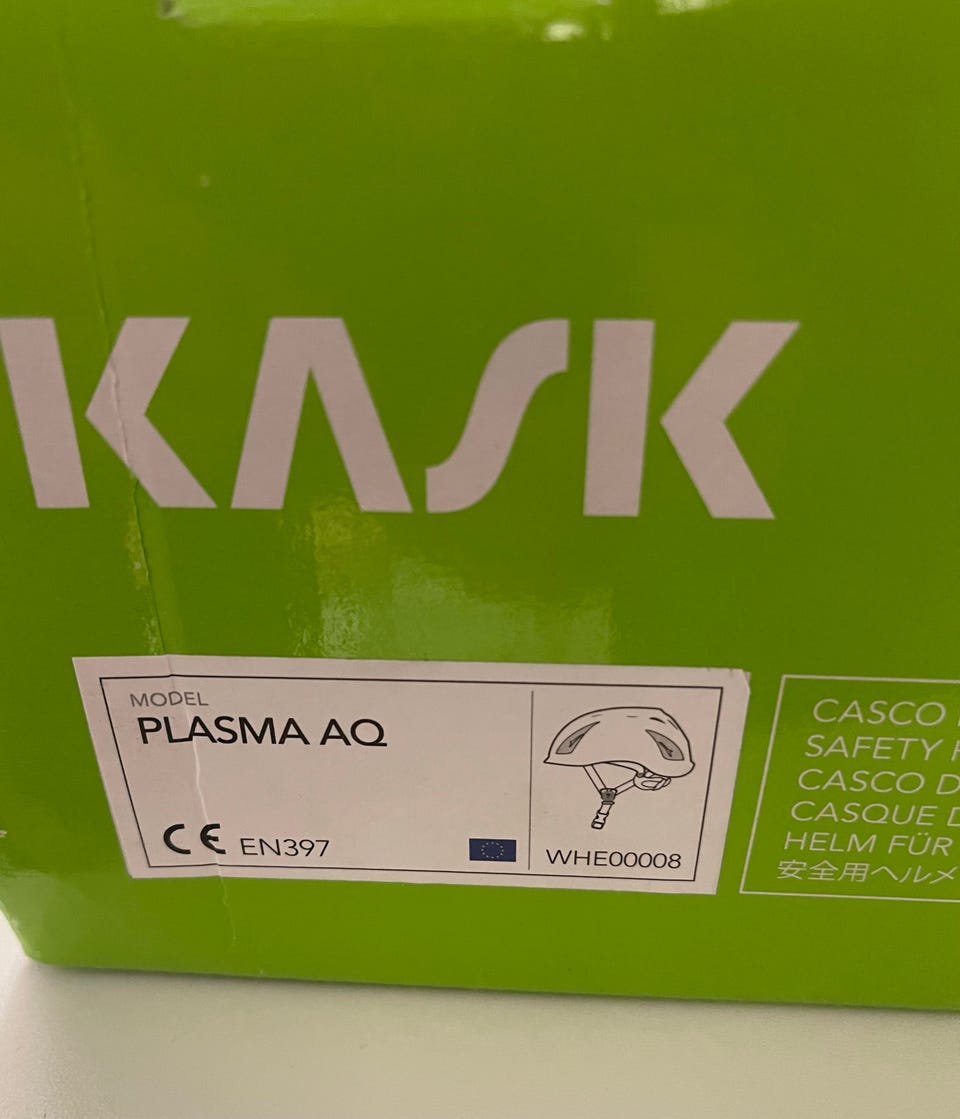 KASK
MODEL
PLASMA AQ
CE EN397
WHE00008
CASCO
SAFETY
CASCO
CASQUE
HELM FÜR
安全用ヘルメ